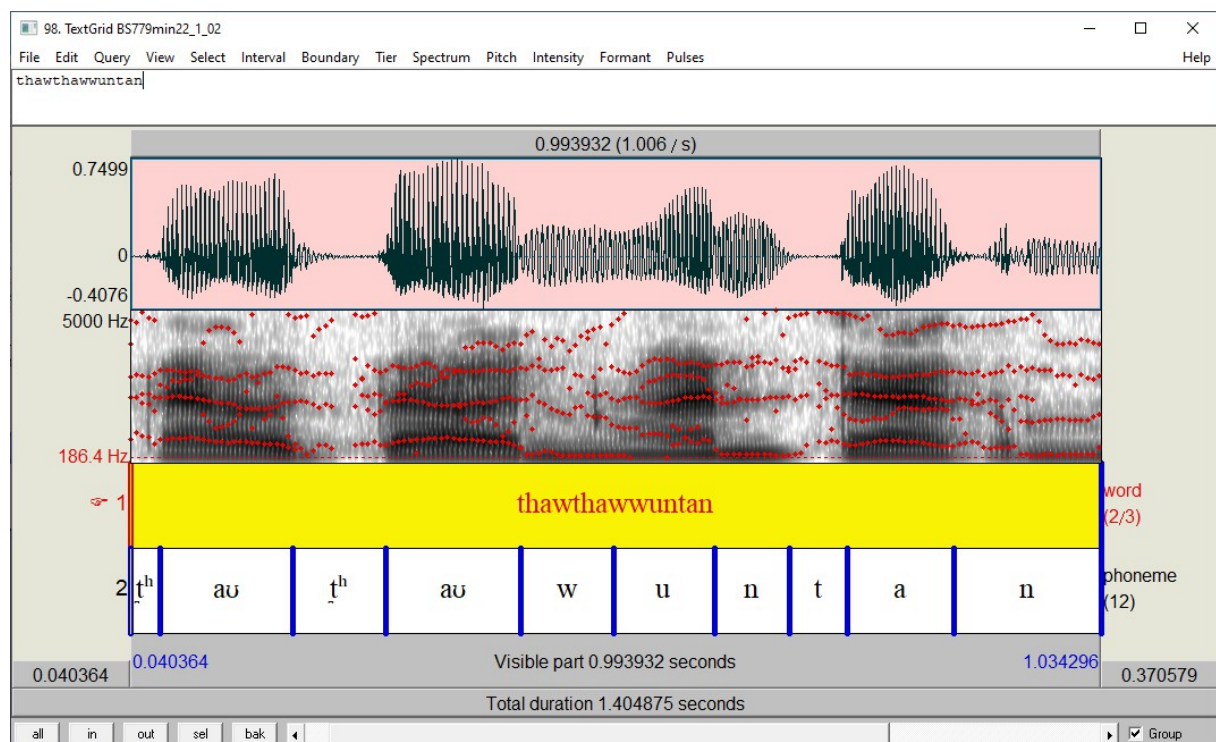 98. TextGrid BS779min22_1_02
File Edit Query View Select Interval Boundary Tier Spectrum Pitch Intensity Formant Pulses Help
thawthawwuntan
0.993932 (1.006 / s)
0.7499
0
-0.4076
5000 Hz
186.4 Hz
☞ 1 thawthawwuntan word (2/3)
2 t̪ʰ aʊ t̪ʰ aʊ w u n t a n phoneme (12)
0.040364 Visible part 0.993932 seconds 1.034296
0.040364 0.370579
Total duration 1.404875 seconds
all in out sel bak Group